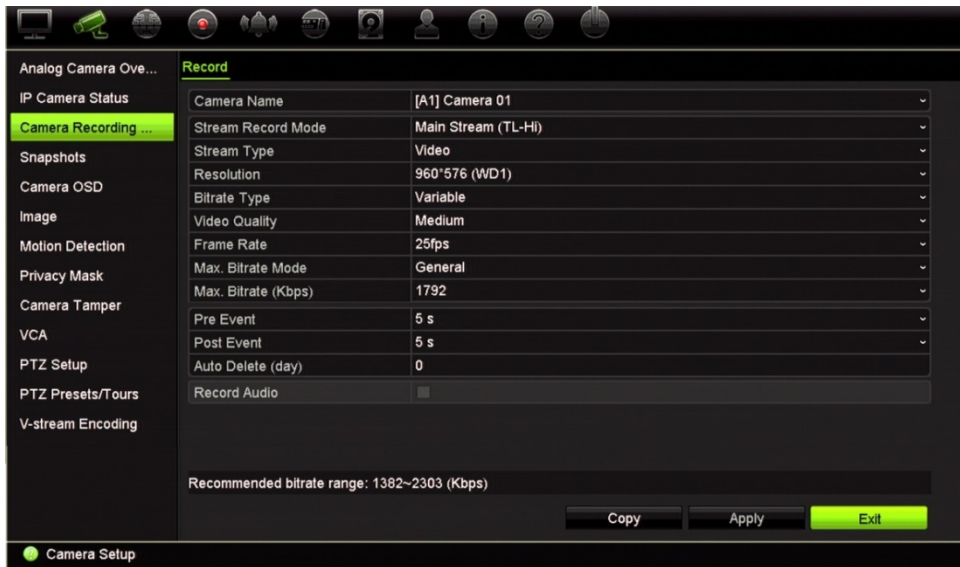 Analog Camera Ove...
IP Camera Status
Camera Recording ...
Snapshots
Camera OSD
Image
Motion Detection
Privacy Mask
Camera Tamper
VCA
PTZ Setup
PTZ Presets/Tours
V-stream Encoding
Record
Camera Name [A1] Camera 01
Stream Record Mode Main Stream (TL-Hi)
Stream Type Video
Resolution 960*576 (WD1)
Bitrate Type Variable
Video Quality Medium
Frame Rate 25fps
Max. Bitrate Mode General
Max. Bitrate (Kbps) 1792
Pre Event 5 s
Post Event 5 s
Auto Delete (day) 0
Record Audio
Recommended bitrate range: 1382~2303 (Kbps)
Copy Apply Exit
Camera Setup